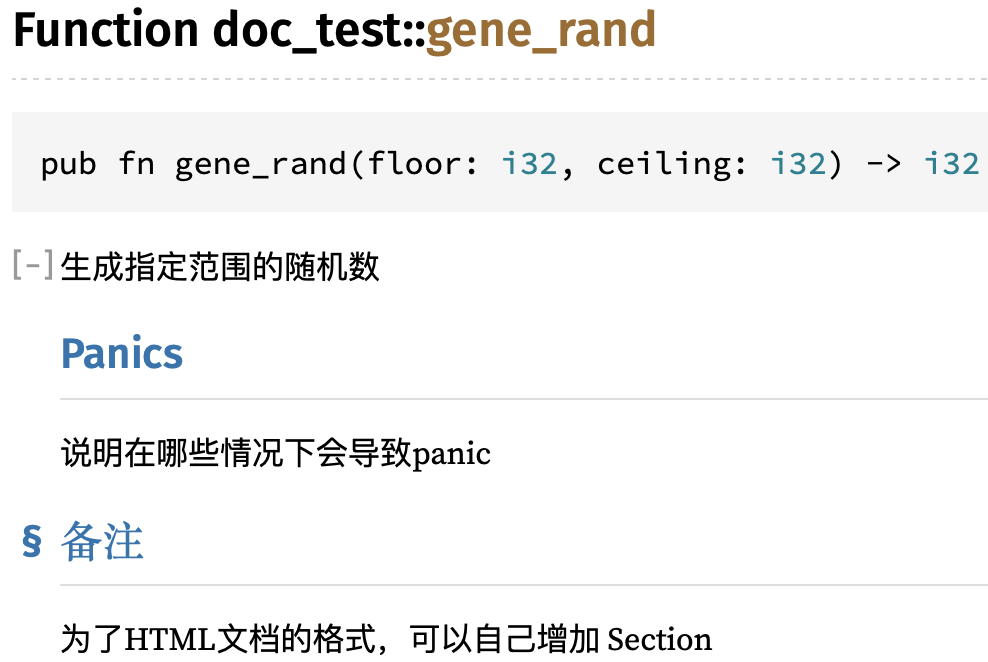 Function doc_test::gene_rand
pub fn gene_rand(floor: i32, ceiling: i32) -> i32
[-]生成指定范围的随机数
Panics
说明在哪些情况下会导致panic
§ 备注
为了HTML文档的格式，可以自己增加 Section